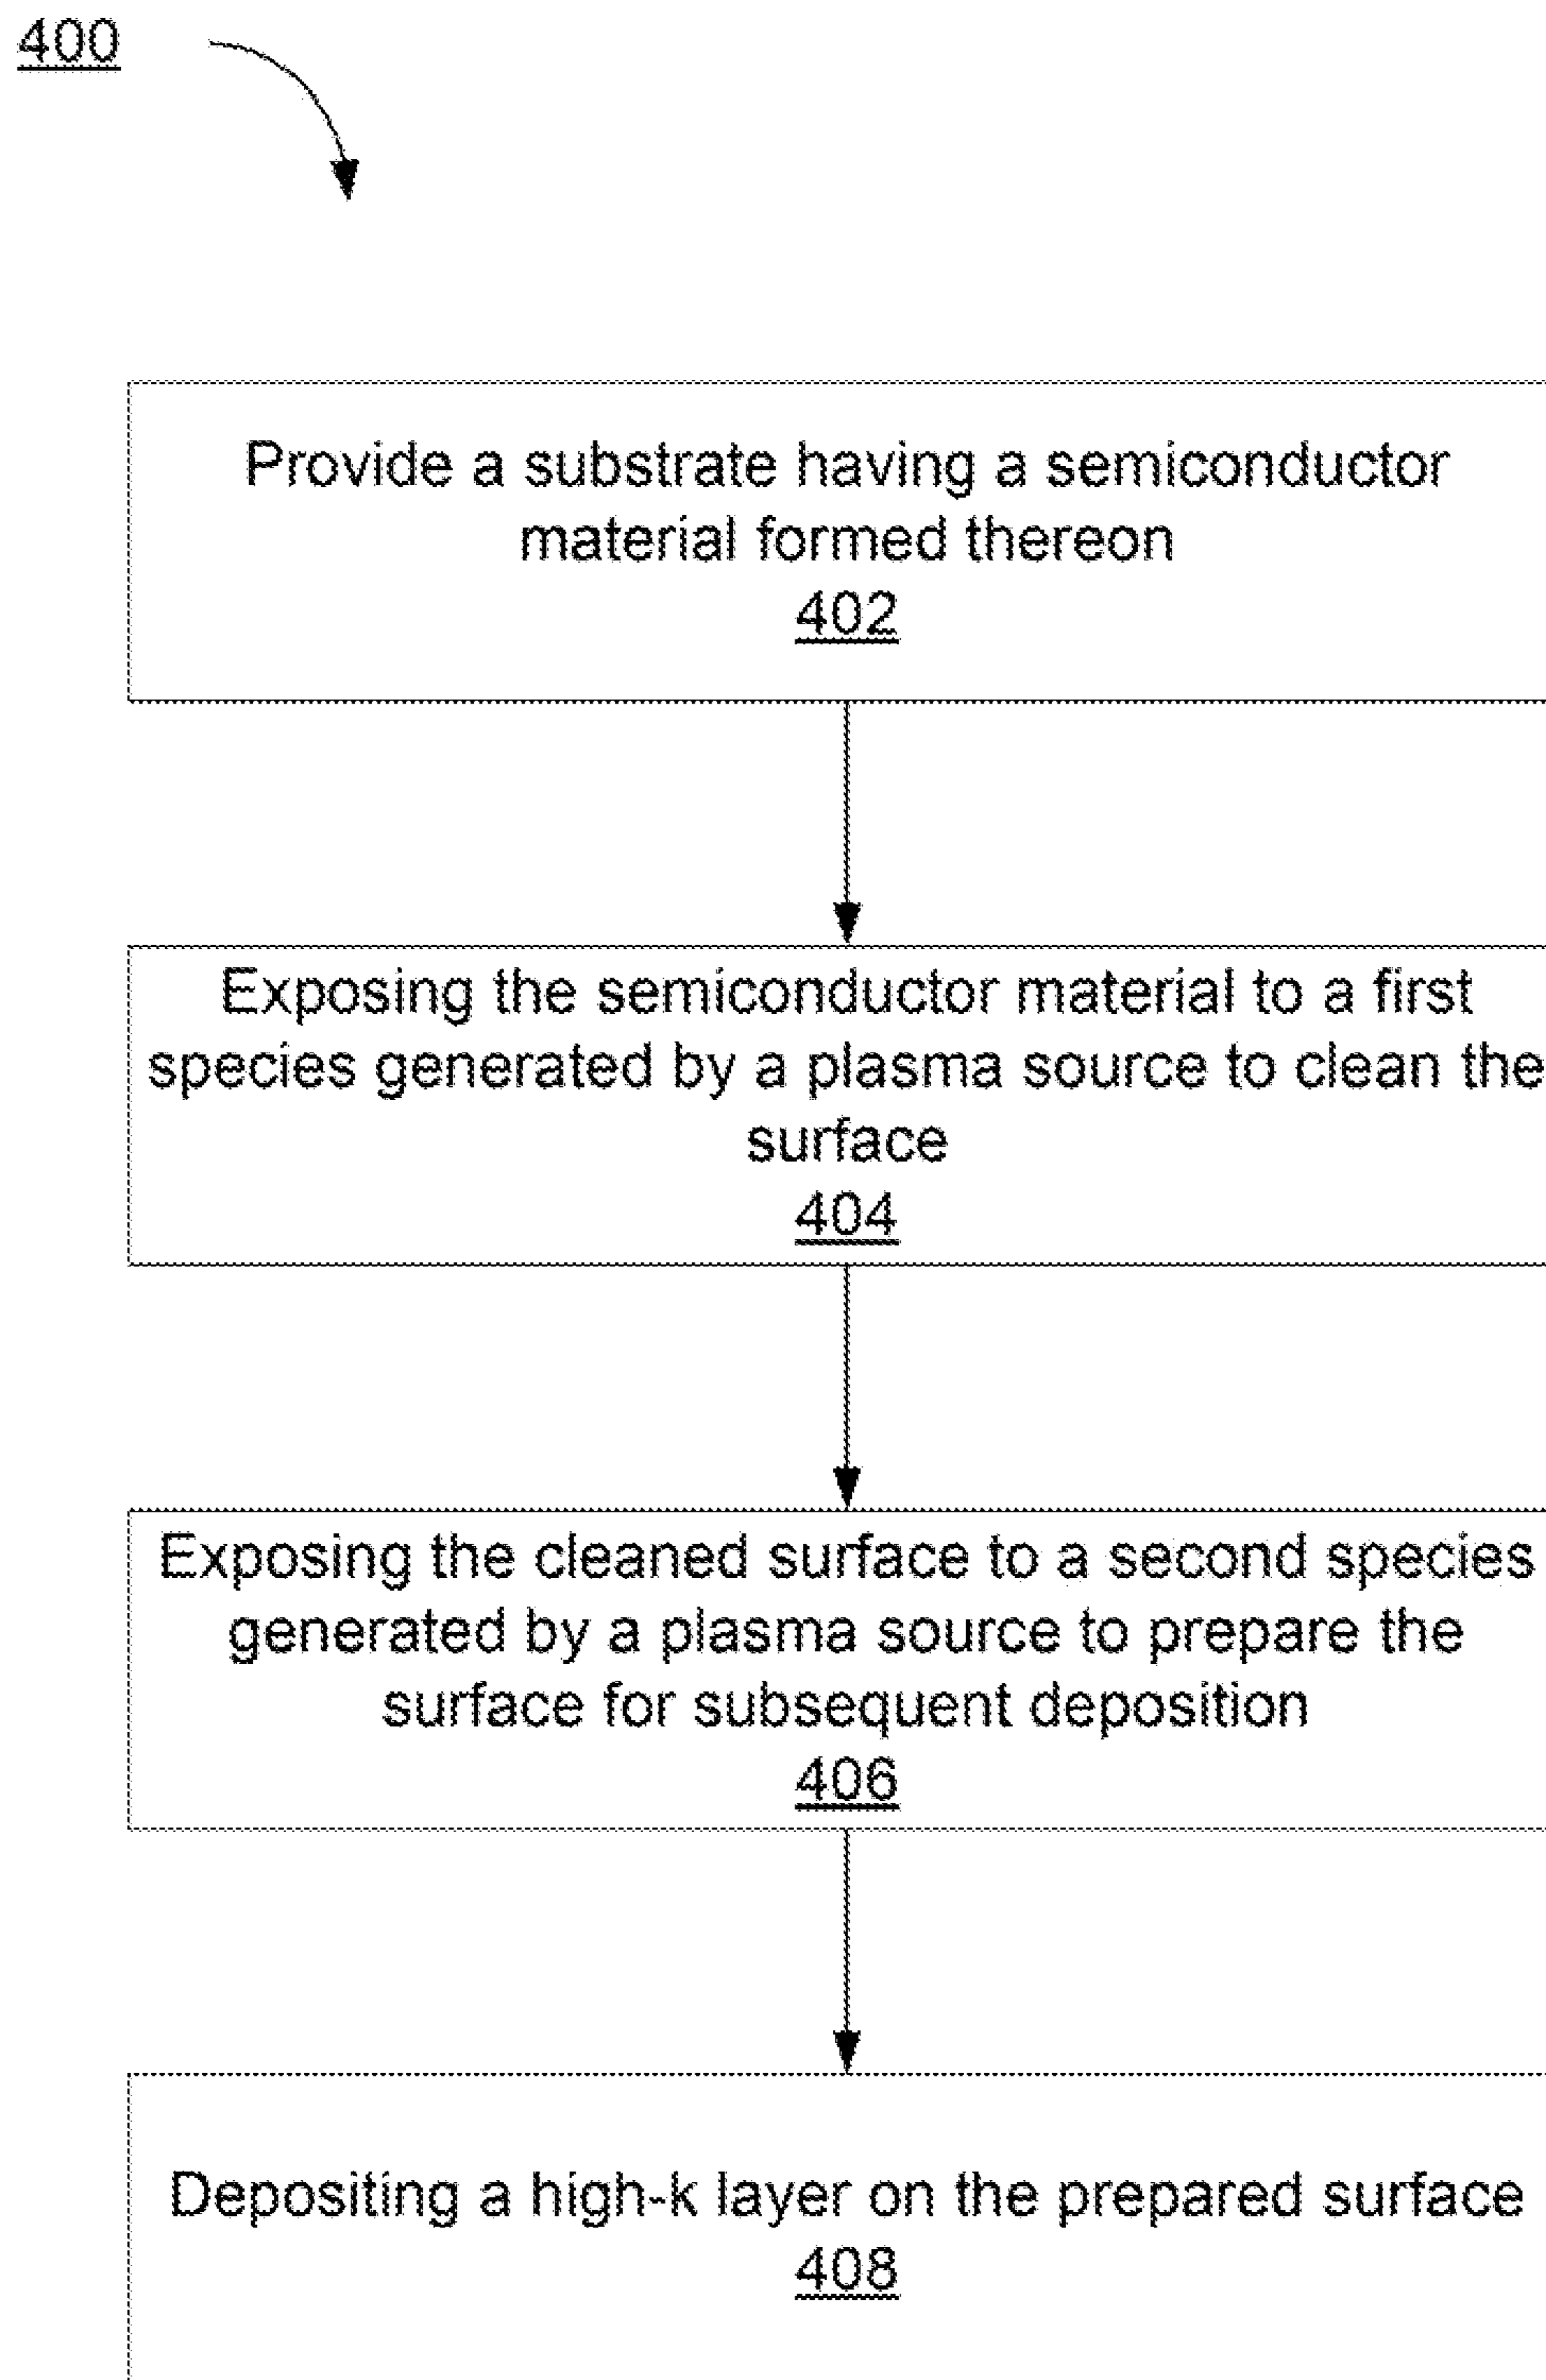 400
Provide a substrate having a semiconductor
material formed thereon
402
Exposing the semiconductor material to a first
species generated by a plasma source to clean the
surface
404
Exposing the cleaned surface to a second species
generated by a plasma source to prepare the
surface for subsequent deposition
406
Depositing a high-k layer on the prepared surface
408